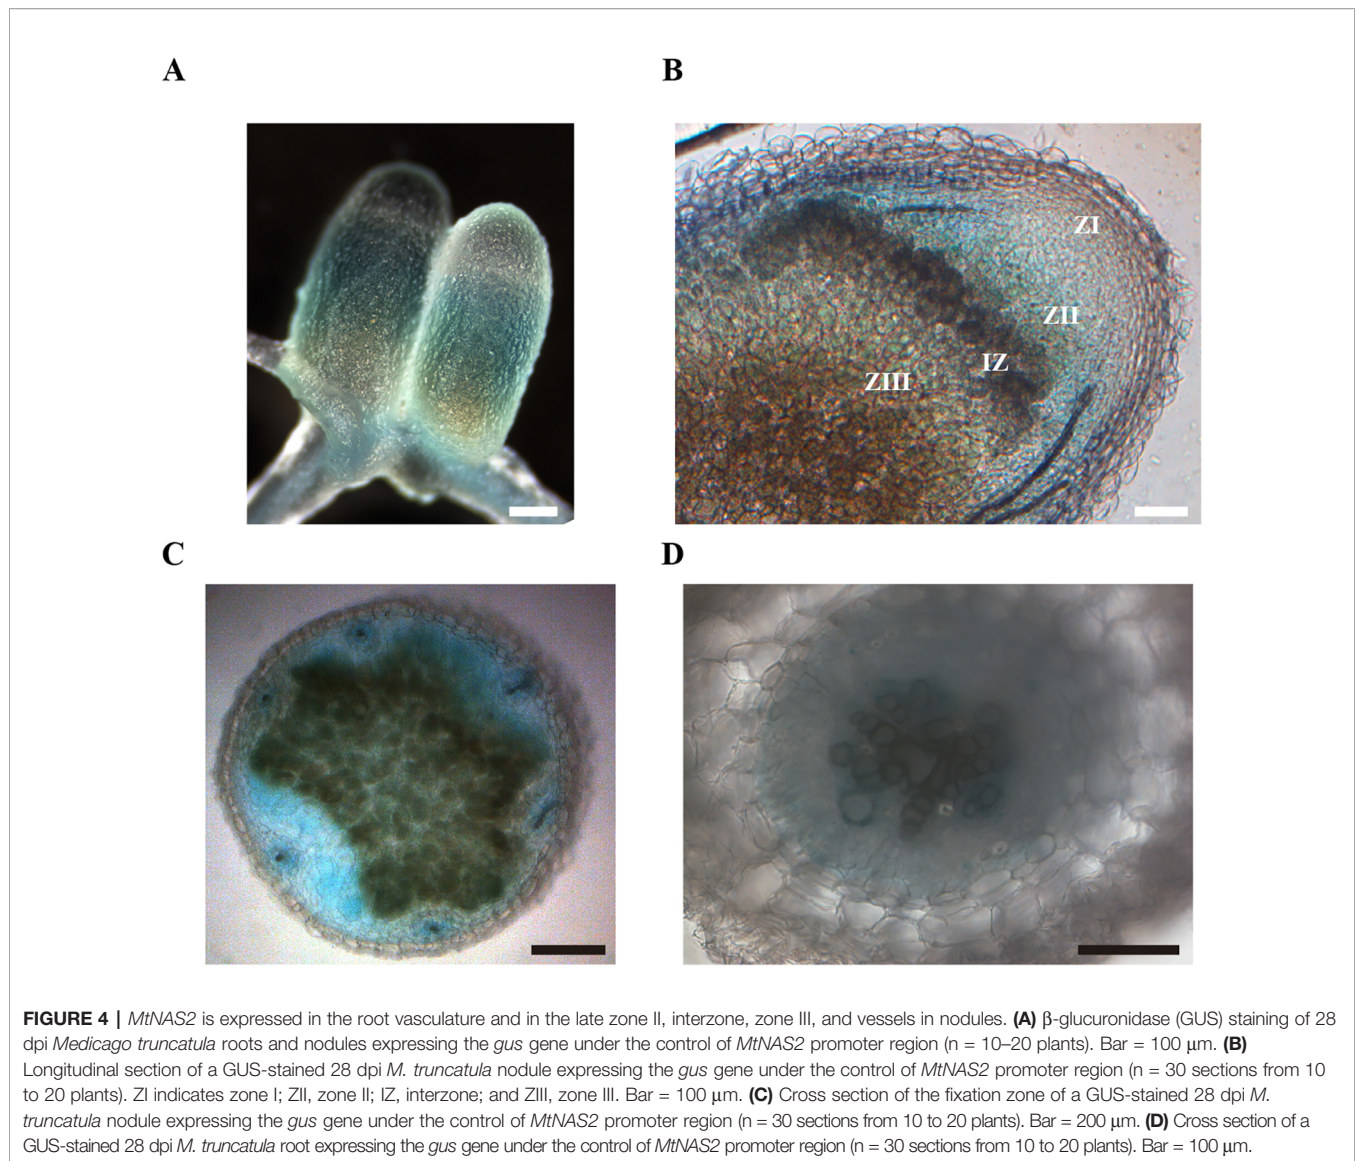 A
B
ZI
ZII
IZ
ZIII
C
D
FIGURE 4 | MtNAS2 is expressed in the root vasculature and in the late zone II, interzone, zone III, and vessels in nodules. (A) β-glucuronidase (GUS) staining of 28
dpi Medicago truncatula roots and nodules expressing the gus gene under the control of MtNAS2 promoter region (n = 10–20 plants). Bar = 100 μm. (B)
Longitudinal section of a GUS-stained 28 dpi M. truncatula nodule expressing the gus gene under the control of MtNAS2 promoter region (n = 30 sections from 10
to 20 plants). ZI indicates zone I; ZII, zone II; IZ, interzone; and ZIII, zone III. Bar = 100 μm. (C) Cross section of the fixation zone of a GUS-stained 28 dpi M.
truncatula nodule expressing the gus gene under the control of MtNAS2 promoter region (n = 30 sections from 10 to 20 plants). Bar = 200 μm. (D) Cross section of a
GUS-stained 28 dpi M. truncatula root expressing the gus gene under the control of MtNAS2 promoter region (n = 30 sections from 10 to 20 plants). Bar = 100 μm.